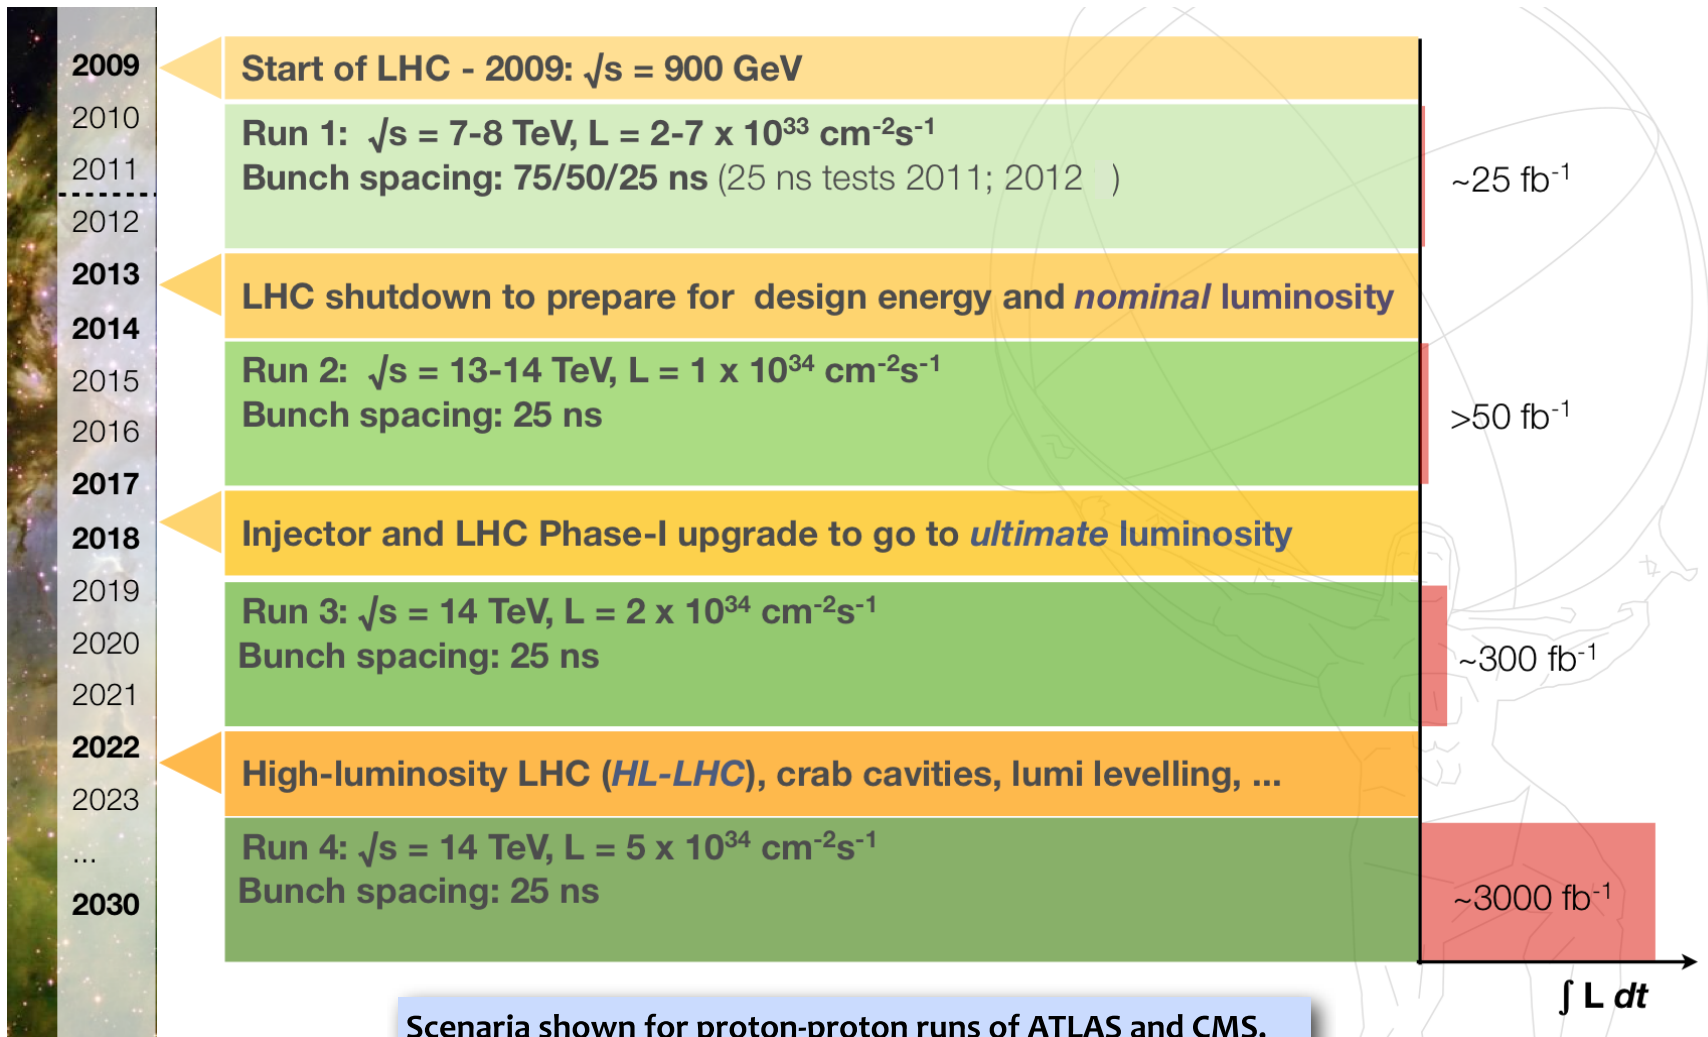 2009
2010
2011
2012
2013
2014
2015
2016
2017
2018
2019
2020
2021
2022
2023
...
2030
Start of LHC - 2009: √s = 900 GeV
Run 1:  √s = 7-8 TeV, L = 2-7 x 10³³ cm⁻²s⁻¹
Bunch spacing: 75/50/25 ns (25 ns tests 2011; 2012 )
~25 fb⁻¹
LHC shutdown to prepare for  design energy and nominal luminosity
Run 2:  √s = 13-14 TeV, L = 1 x 10³⁴ cm⁻²s⁻¹
Bunch spacing: 25 ns
>50 fb⁻¹
Injector and LHC Phase-I upgrade to go to ultimate luminosity
Run 3: √s = 14 TeV, L = 2 x 10³⁴ cm⁻²s⁻¹
Bunch spacing: 25 ns
~300 fb⁻¹
High-luminosity LHC (HL-LHC), crab cavities, lumi levelling, ...
Run 4: √s = 14 TeV, L = 5 x 10³⁴ cm⁻²s⁻¹
Bunch spacing: 25 ns
~3000 fb⁻¹
∫ L dt
Scenaria shown for proton-proton runs of ATLAS and CMS.